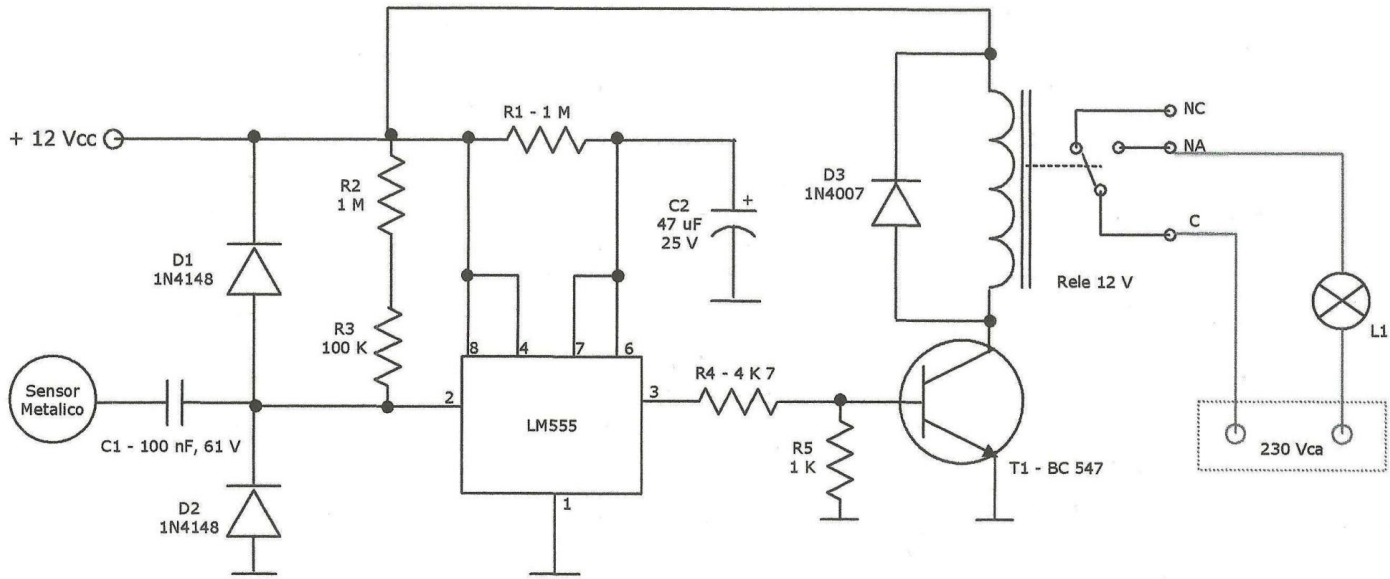 + 12 Vcc
R1 - 1 M
R2
1 M
C2
47 uF
25 V
+
D3
1N4007
NC
NA
C
Rele 12 V
L1
D1
1N4148
R3
100 K
8
4
7
6
Sensor
Metalico
C1 - 100 nF, 61 V
2
LM555
3
R4 - 4 K 7
R5
1 K
T1 - BC 547
230 Vca
D2
1N4148
1